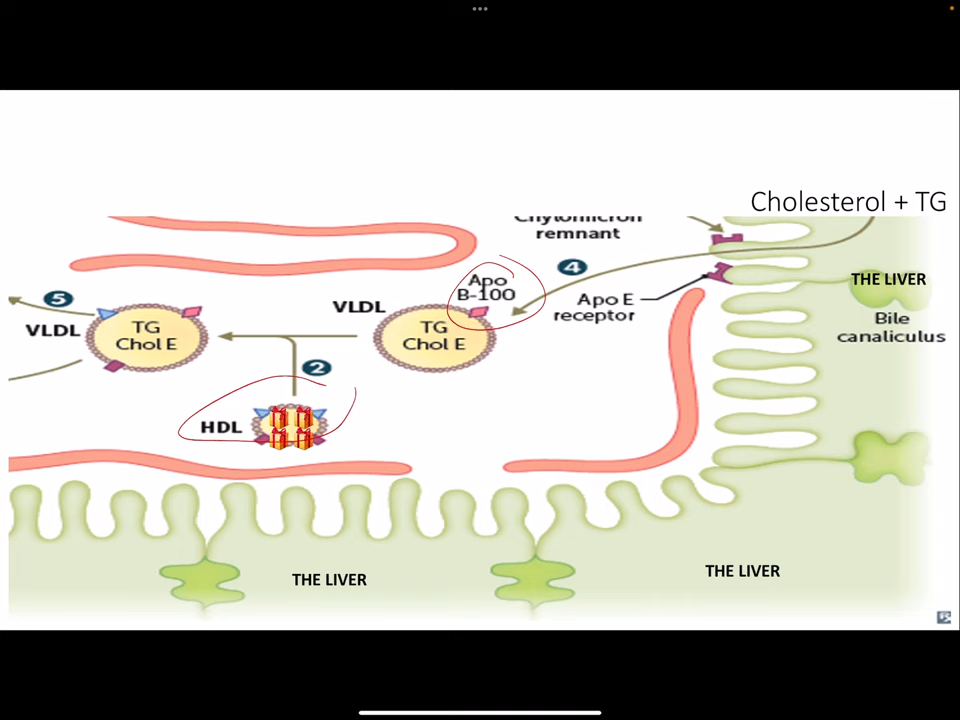 Cholesterol + TG
Chylomicron
remnant
4
THE LIVER
Apo
B-100
5
VLDL
Apo E
receptor
Bile
canaliculus
VLDL
TG
Chol E
TG
Chol E
2
HDL
THE LIVER
THE LIVER